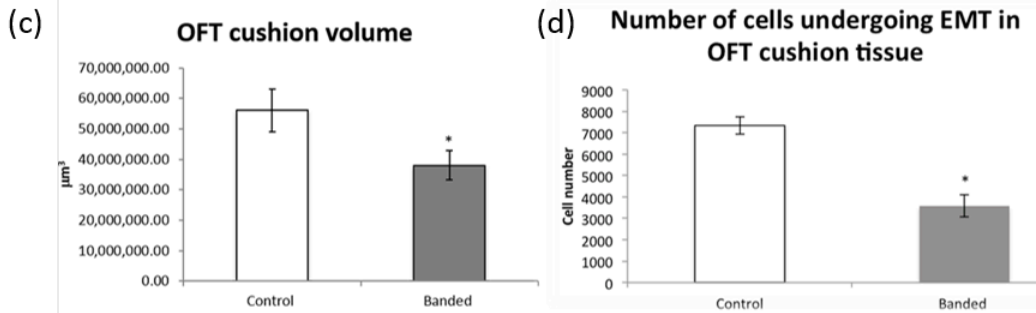 (c)
OFT cushion volume
70,000,000.00
60,000,000.00
50,000,000.00
40,000,000.00
30,000,000.00
20,000,000.00
10,000,000.00
0.00
μm³
*
Control
Banded
(d)
Number of cells undergoing EMT in
OFT cushion tissue
9000
8000
7000
6000
5000
4000
3000
2000
1000
0
Cell number
*
Control
Banded